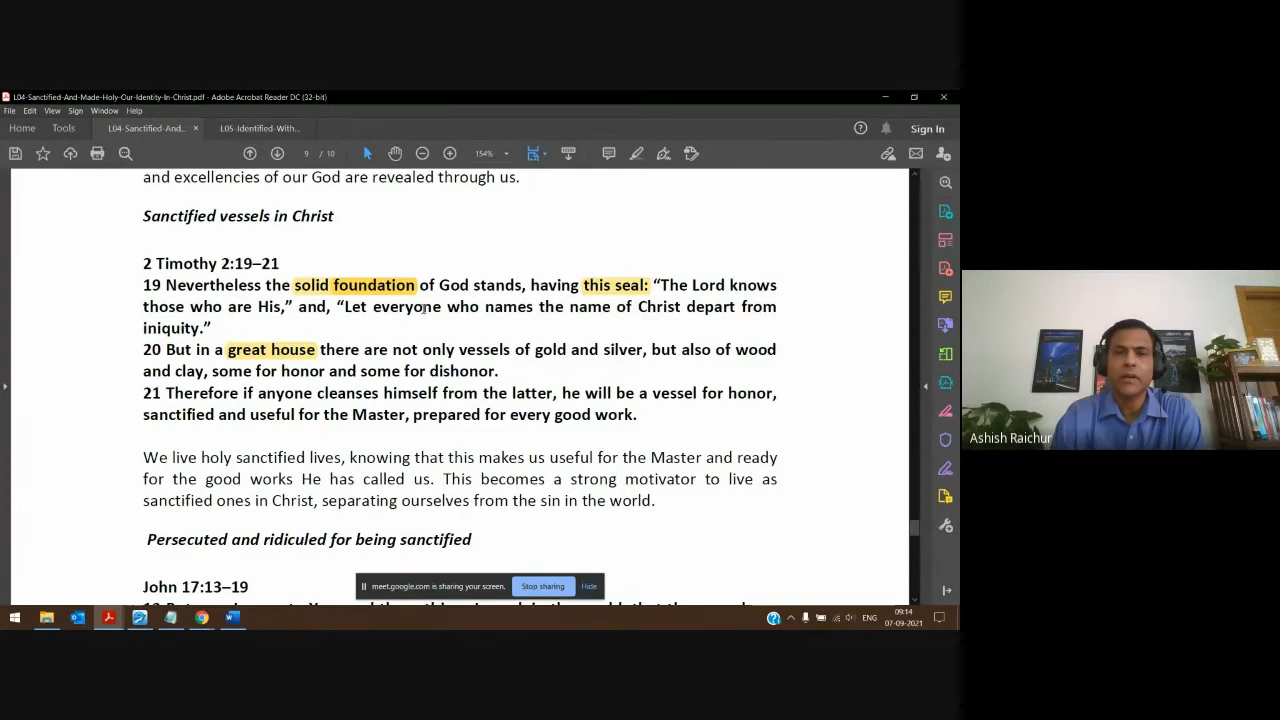 L04-Sanctified-And-Made-Holy-Our-Identity-In-Christ.pdf - Adobe Acrobat Reader DC (32-bit)
File Edit View Sign Window Help
Home Tools L04-Sanctified-And... × L05-Identified-With... Sign In
9 / 10 154%
and excellencies of our God are revealed through us.
Sanctified vessels in Christ
2 Timothy 2:19–21
19 Nevertheless the solid foundation of God stands, having this seal: “The Lord knows
those who are His,” and, “Let everyone who names the name of Christ depart from
iniquity.”
20 But in a great house there are not only vessels of gold and silver, but also of wood
and clay, some for honor and some for dishonor.
21 Therefore if anyone cleanses himself from the latter, he will be a vessel for honor,
sanctified and useful for the Master, prepared for every good work.
We live holy sanctified lives, knowing that this makes us useful for the Master and ready
for the good works He has called us. This becomes a strong motivator to live as
sanctified ones in Christ, separating ourselves from the sin in the world.
Persecuted and ridiculed for being sanctified
John 17:13–19
meet.google.com is sharing your screen. Stop sharing Hide
ENG
09:14
07-09-2021
Ashish Raichur